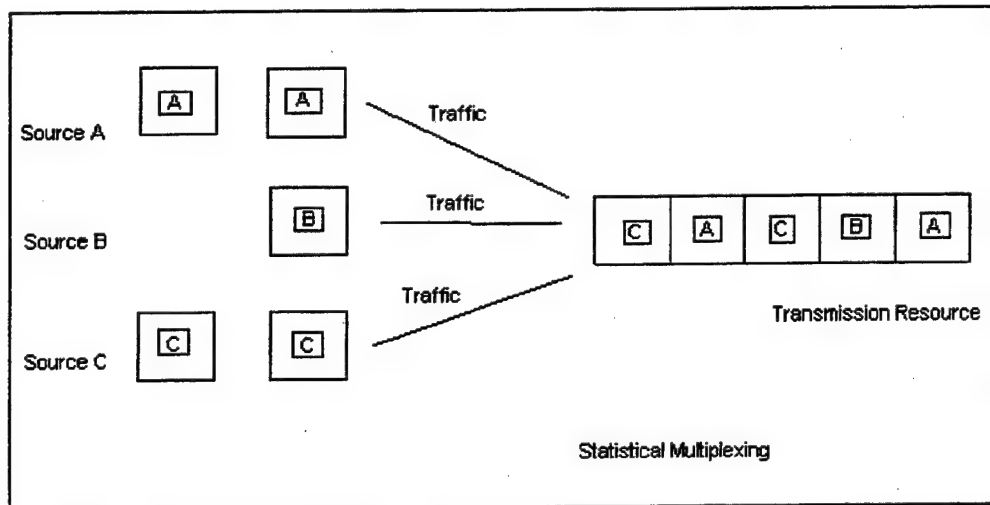 A A Traffic
Source A
B Traffic
Source B
C A C B A
Traffic
Transmission Resource
C C
Source C
Statistical Multiplexing